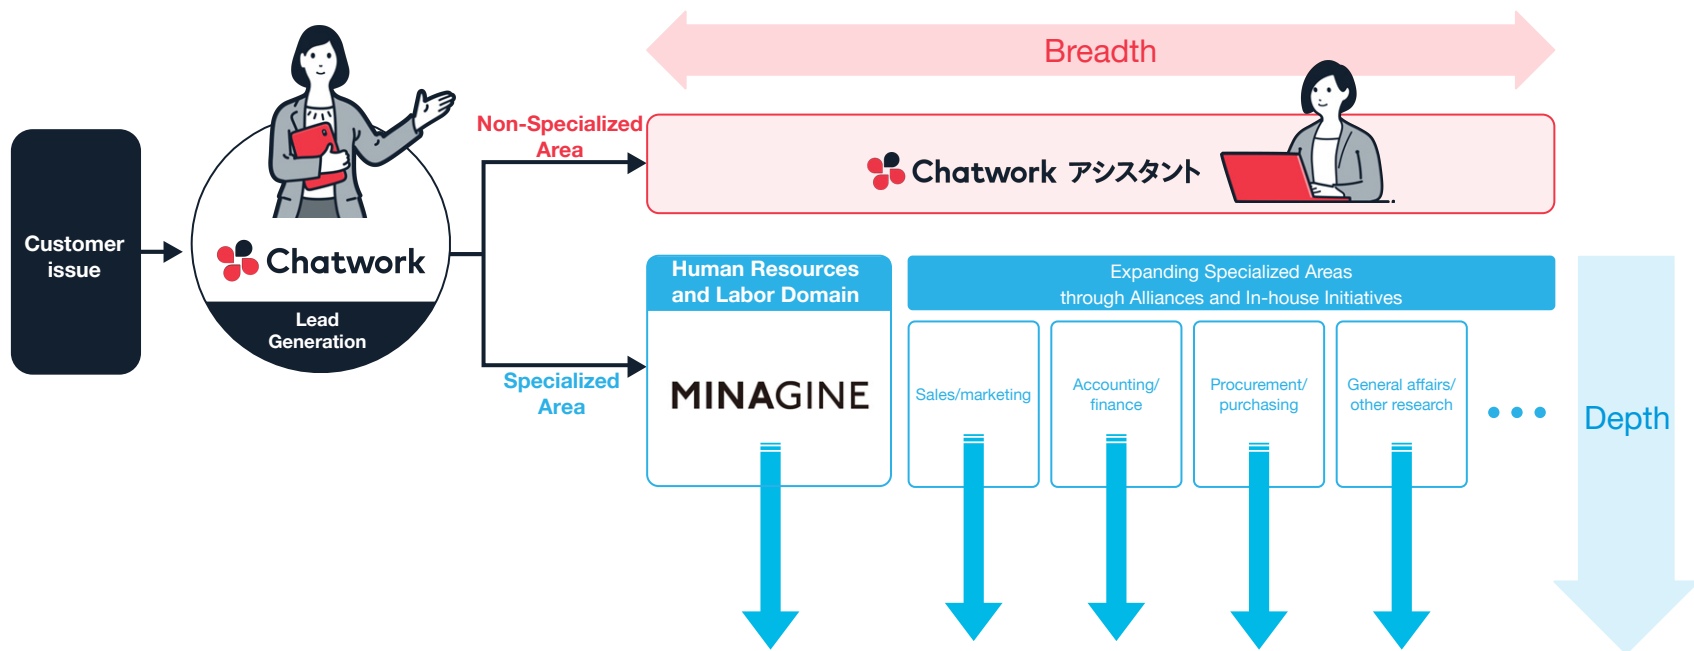 Customer
issue
Chatwork
Lead
Generation
Non-Specialized
Area
Specialized
Area
Breadth
Chatwork アシスタント
Human Resources
and Labor Domain
MINAGINE
Expanding Specialized Areas
through Alliances and In-house Initiatives
Sales/marketing
Accounting/
finance
Procurement/
purchasing
General affairs/
other research
•••
Depth